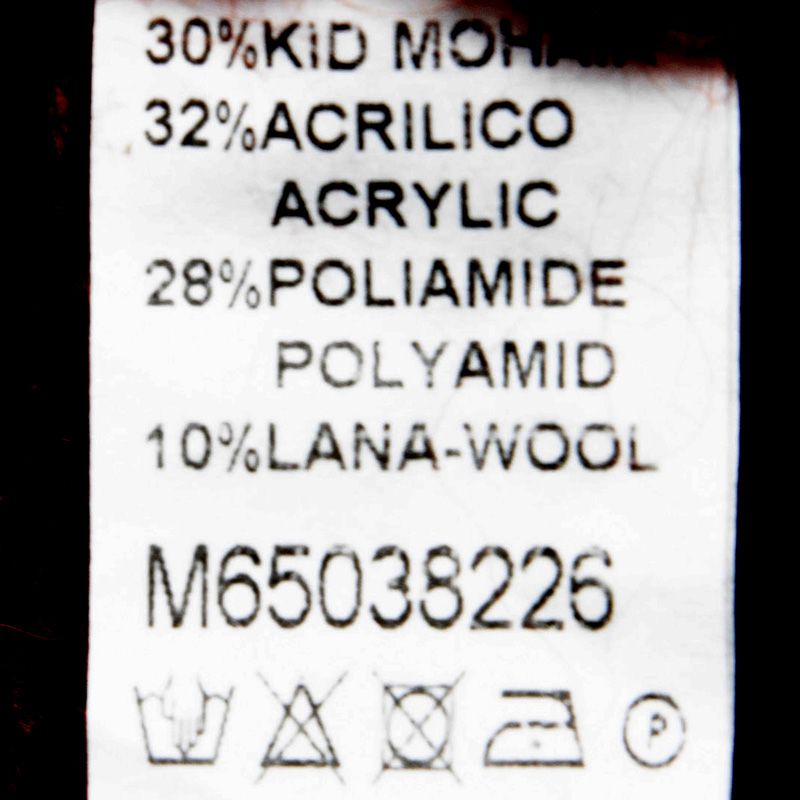 30%KID
32%ACRILICO
ACRYLIC
28%POLIAMIDE
POLYAMID
10%LANA-WOOL
M65038226
P